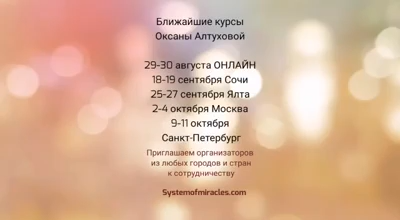 Ближайшие курсы
Оксаны Алтуховой
29-30 августа ОНЛАЙН
18-19 сентября Сочи
25-27 сентября Ялта
2-4 октября Москва
9-11 октября
Санкт-Петербург
Приглашаем организаторов
из любых городов и стран
к сотрудничеству
Systemofmiracles.com